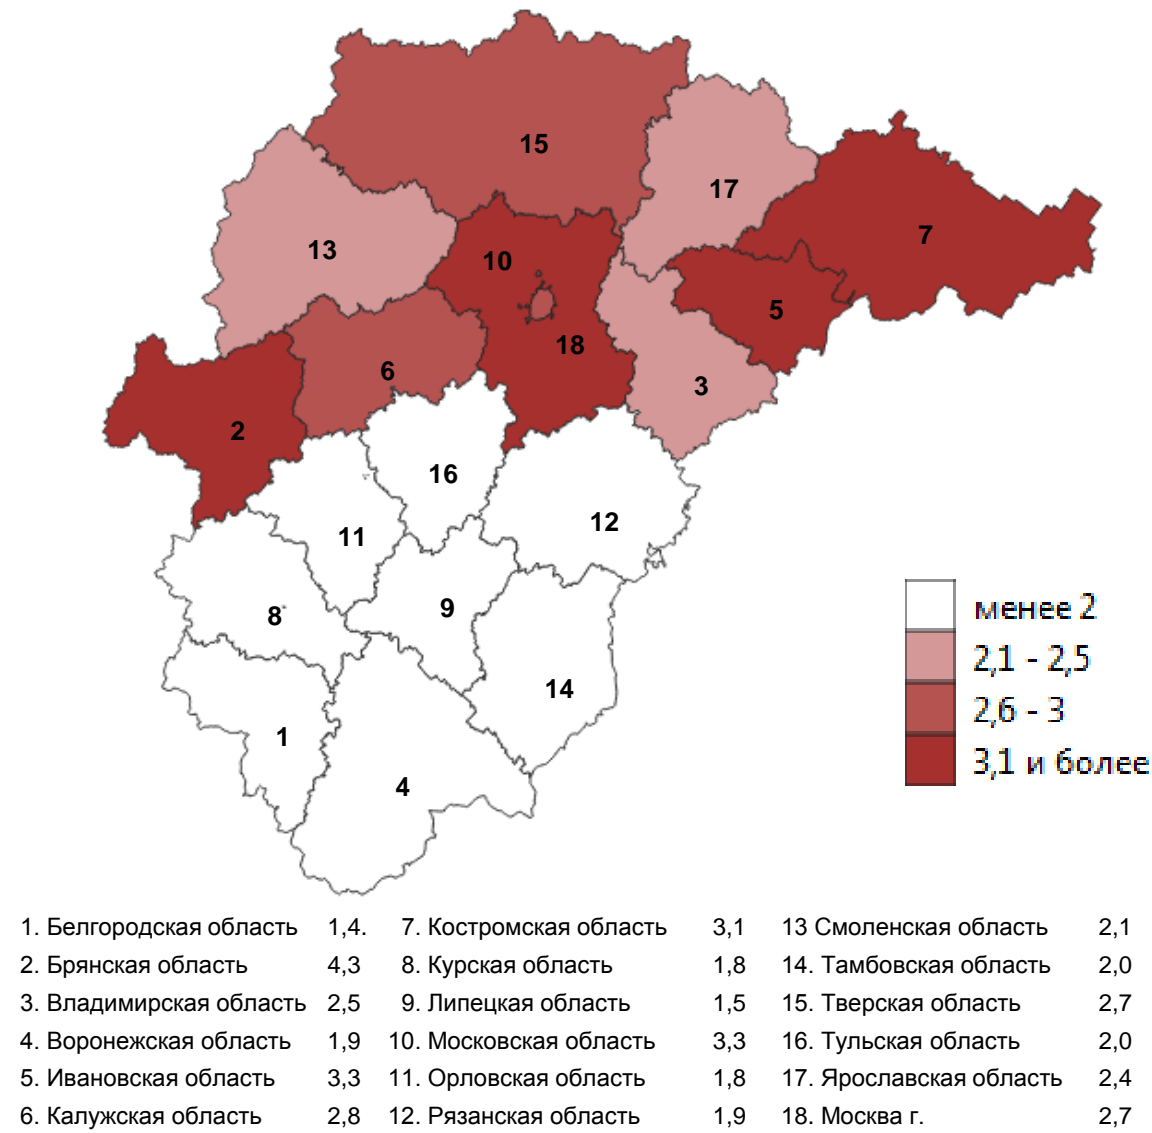 15
17
7
13
10
5
18
6
3
2
16
12
11
8
9
14
1
4
менее 2
2,1 - 2,5
2,6 - 3
3,1 и более
1. Белгородская область 1,4. 7. Костромская область 3,1 13 Смоленская область 2,1
2. Брянская область 4,3 8. Курская область 1,8 14. Тамбовская область 2,0
3. Владимирская область 2,5 9. Липецкая область 1,5 15. Тверская область 2,7
4. Воронежская область 1,9 10. Московская область 3,3 16. Тульская область 2,0
5. Ивановская область 3,3 11. Орловская область 1,8 17. Ярославская область 2,4
6. Калужская область 2,8 12. Рязанская область 1,9 18. Москва г. 2,7